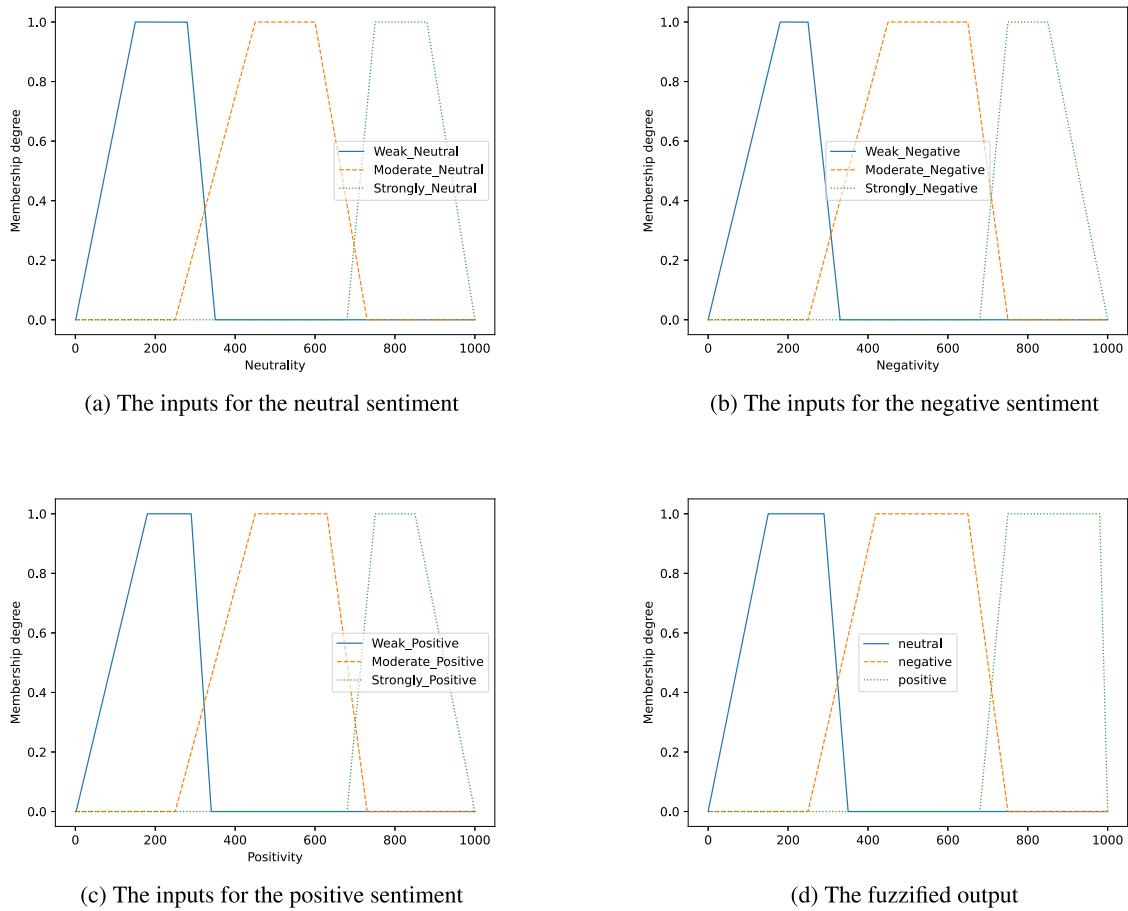 1.0
0.8
0.6
0.4
0.2
0.0
Membership degree
Weak_Neutral
Moderate_Neutral
Strongly_Neutral
0 200 400 600 800 1000
Neutrality
(a) The inputs for the neutral sentiment
1.0
0.8
0.6
0.4
0.2
0.0
Membership degree
Weak_Negative
Moderate_Negative
Strongly_Negative
0 200 400 600 800 1000
Negativity
(b) The inputs for the negative sentiment
1.0
0.8
0.6
0.4
0.2
0.0
Membership degree
Weak_Positive
Moderate_Positive
Strongly_Positive
0 200 400 600 800 1000
Positivity
(c) The inputs for the positive sentiment
1.0
0.8
0.6
0.4
0.2
0.0
Membership degree
neutral
negative
positive
0 200 400 600 800 1000
(d) The fuzzified output